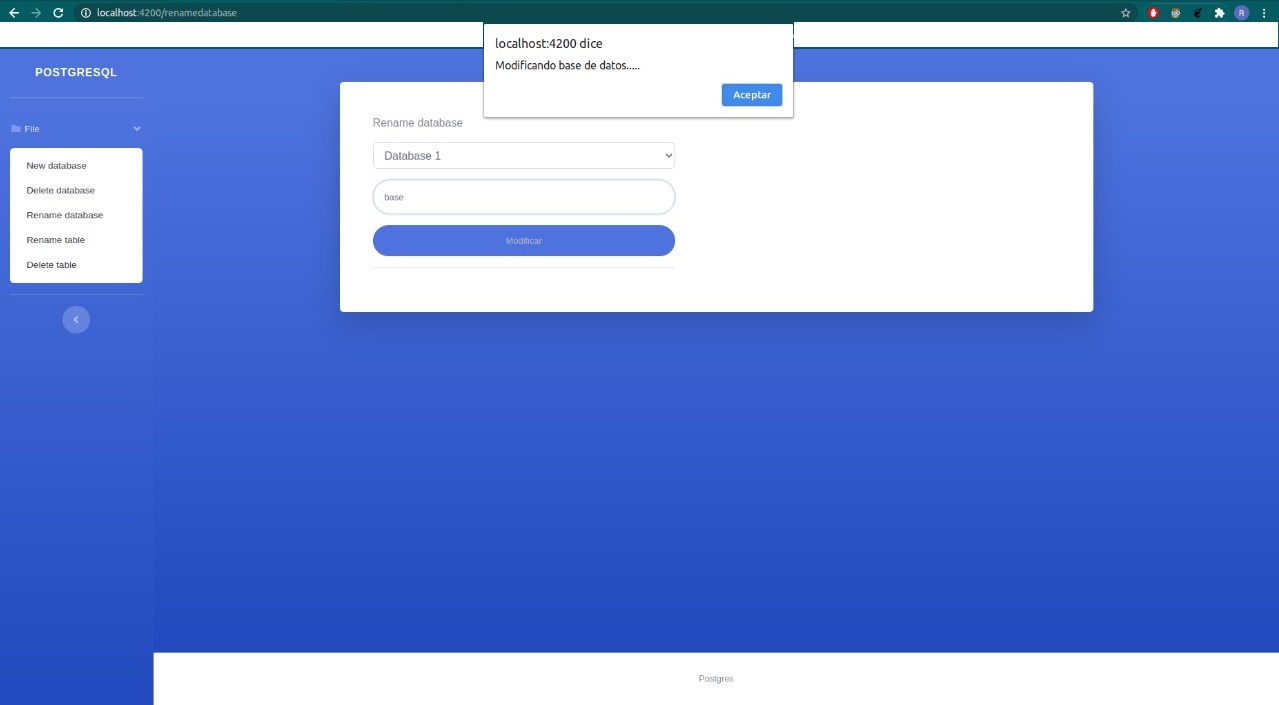 localhost:4200/renamedatabase
R
localhost:4200 dice
Modificando base de datos.....
Aceptar
POSTGRESQL
File
New database
Delete database
Rename database
Rename table
Delete table
Rename database
Database 1
base
Modificar
Postgres